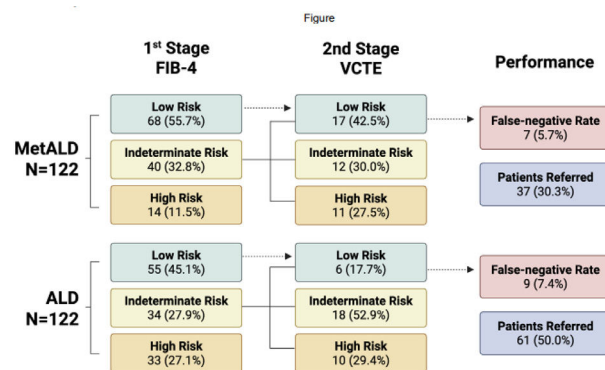 Figure
1st Stage
FIB-4
2nd Stage
VCTE
Performance
MetALD
N=122
Low Risk
68 (55.7%)
Indeterminate Risk
40 (32.8%)
High Risk
14 (11.5%)
Low Risk
17 (42.5%)
Indeterminate Risk
12 (30.0%)
High Risk
11 (27.5%)
False-negative Rate
7 (5.7%)
Patients Referred
37 (30.3%)
ALD
N=122
Low Risk
55 (45.1%)
Indeterminate Risk
34 (27.9%)
High Risk
33 (27.1%)
Low Risk
6 (17.7%)
Indeterminate Risk
18 (52.9%)
High Risk
10 (29.4%)
False-negative Rate
9 (7.4%)
Patients Referred
61 (50.0%)